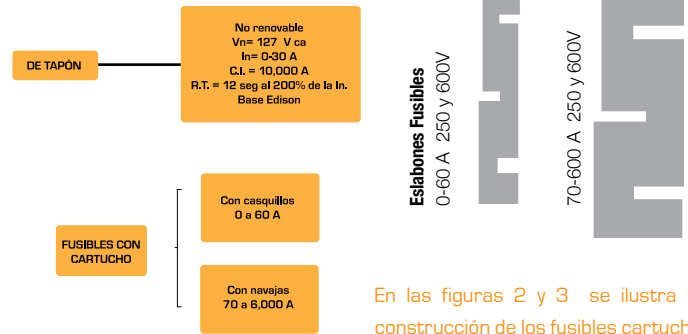 DE TAPÓN
No renovable
Vn= 127 V ca
In= 0-30 A
C.I. = 10,000 A
R.T. = 12 seg al 200% de la In.
Base Edison
FUSIBLES CON
CARTUCHO
Con casquillos
0 a 60 A
Con navajas
70 a 6,000 A
Eslabones Fusibles
0-60 A 250 y 600V
70-600 A 250 y 600V
En las figuras 2 y 3 se ilustra
construcción de los fusibles cartuch